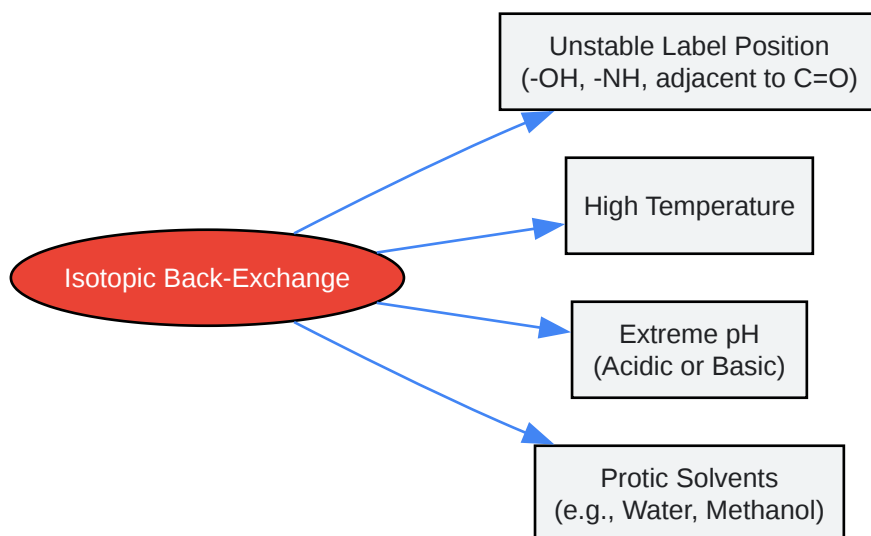 Unstable Label Position
(-OH, -NH, adjacent to C=O)
High Temperature
Isotopic Back-Exchange
Extreme pH
(Acidic or Basic)
Protic Solvents
(e.g., Water, Methanol)